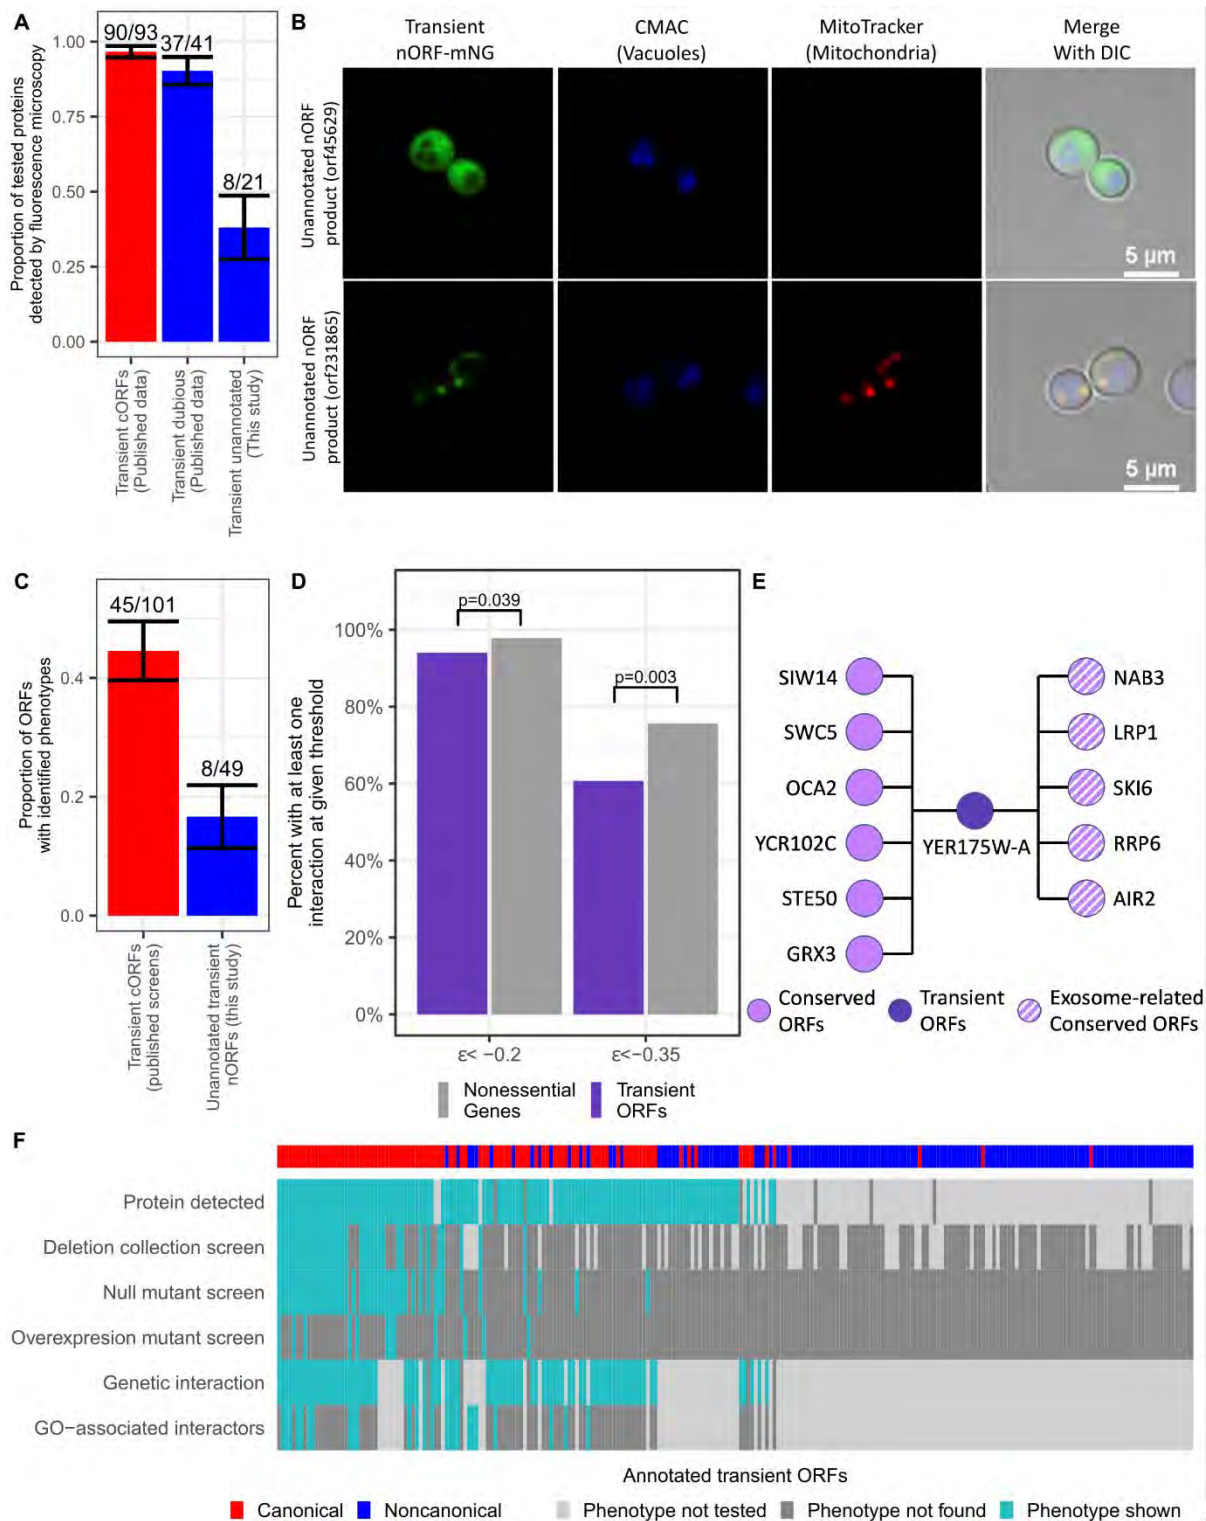 A
90/93
37/41
8/21
1.00
0.75
0.50
0.25
0.00
Proportion of tested proteins
detected by fluorescence microscopy
Transient cORFs
(Published data)
Transient dubious
(Published data)
Transient unannotated
(This study)
B
Transient
nORF-mNG
CMAC
(Vacuoles)
MitoTracker
(Mitochondria)
Merge
With DIC
Unannotated nORF
product (orf45629)
5 µm
Unannotated nORF
product (orf231865)
5 µm
C
45/101
8/49
0.4
0.2
0.0
Proportion of ORFs
with identified phenotypes
Transient cORFs
(published screens)
Unannotated transient
nORFs (this study)
D
p=0.039
p=0.003
100%
80%
60%
40%
20%
0%
Percent with at least one
interaction at given threshold
ε< −0.2
ε<−0.35
Nonessential
Genes
Transient
ORFs
E
SIW14
SWC5
OCA2
YCR102C
STE50
GRX3
YER175W-A
NAB3
LRP1
SKI6
RRP6
AIR2
Conserved
ORFs
Transient
ORFs
Exosome-related
Conserved ORFs
F
Protein detected
Deletion collection screen
Null mutant screen
Overexpresion mutant screen
Genetic interaction
GO−associated interactors
Annotated transient ORFs
Canonical
Noncanonical
Phenotype not tested
Phenotype not found
Phenotype shown